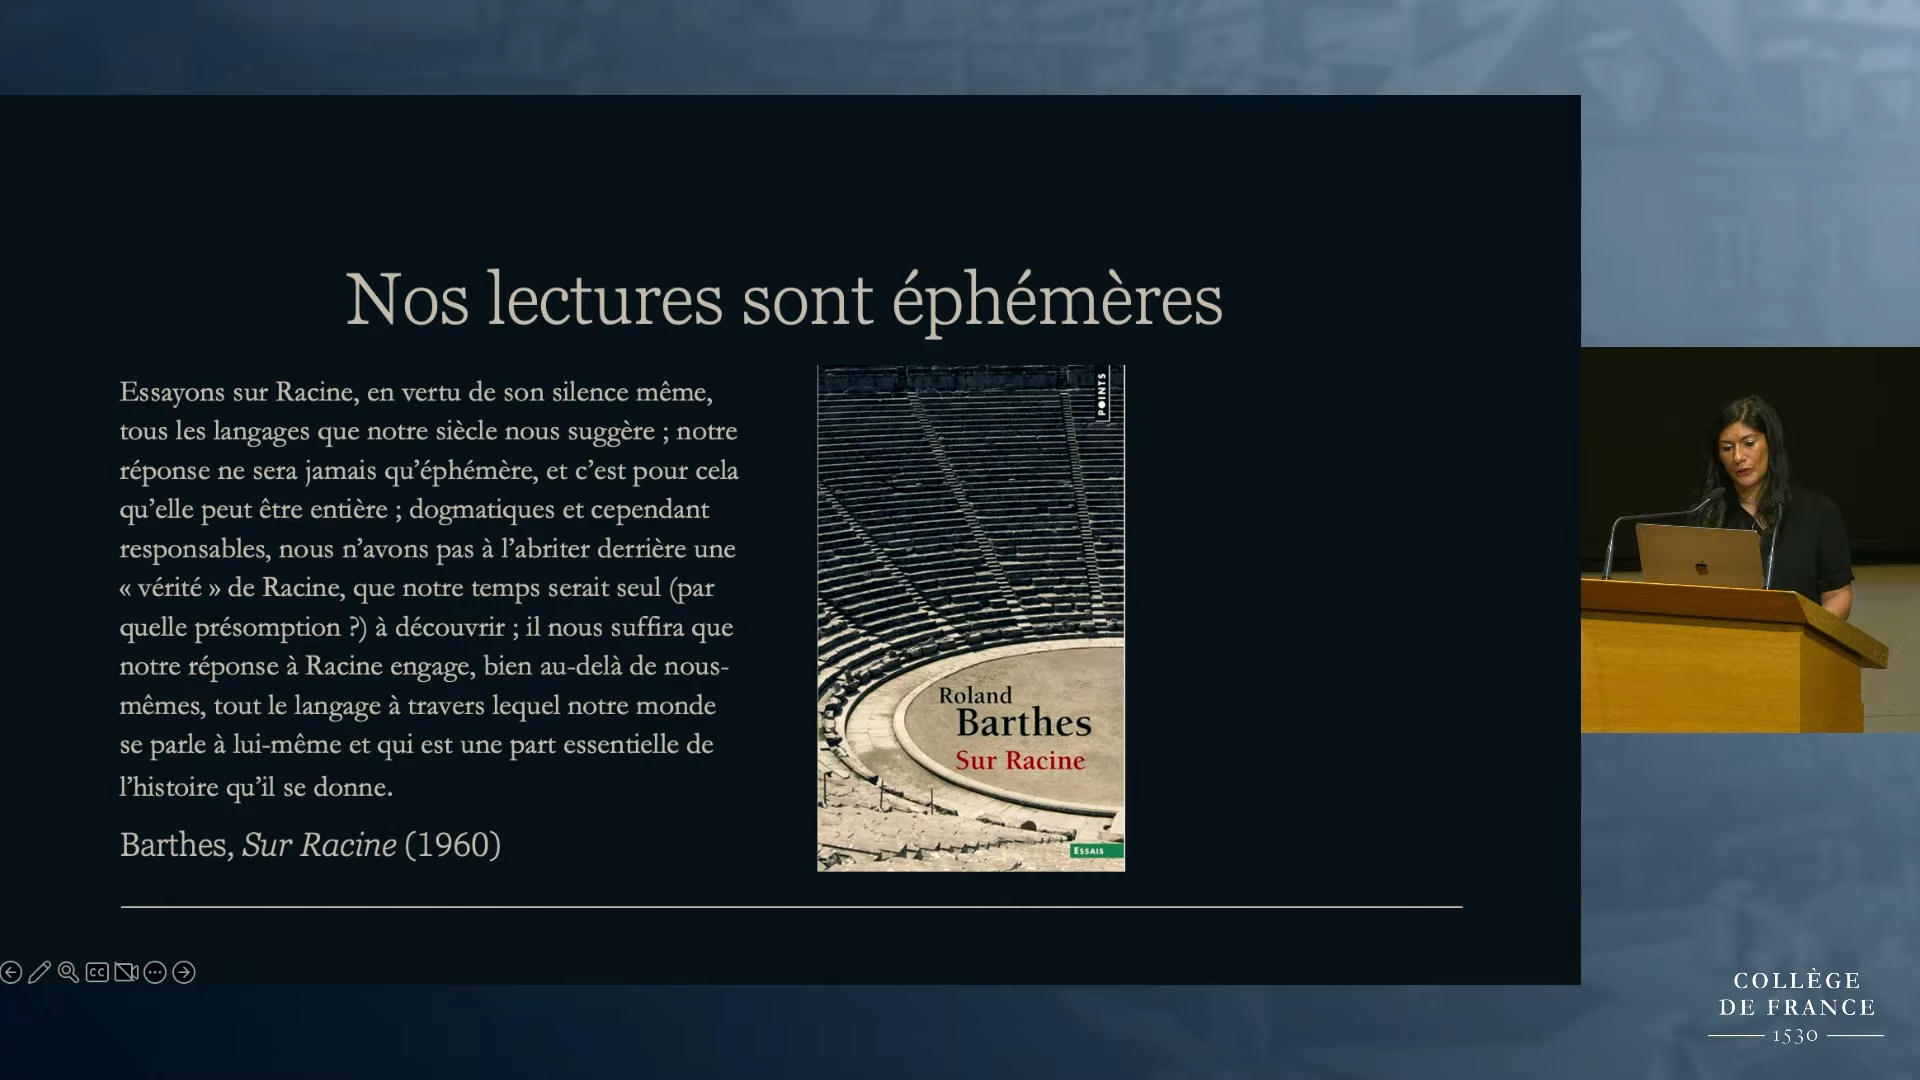 Nos lectures sont éphémères
Essayons sur Racine, en vertu de son silence même,
tous les langages que notre siècle nous suggère ; notre
réponse ne sera jamais qu’éphémère, et c’est pour cela
qu’elle peut être entière ; dogmatiques et cependant
responsables, nous n’avons pas à l’abriter derrière une
« vérité » de Racine, que notre temps serait seul (par
quelle présomption ?) à découvrir ; il nous suffira que
notre réponse à Racine engage, bien au-delà de nous-
mêmes, tout le langage à travers lequel notre monde
se parle à lui-même et qui est une part essentielle de
l’histoire qu’il se donne.
Barthes, Sur Racine (1960)
POINTS
Roland
Barthes
Sur Racine
ESSAIS
CC
COLLÈGE
DE FRANCE
1530